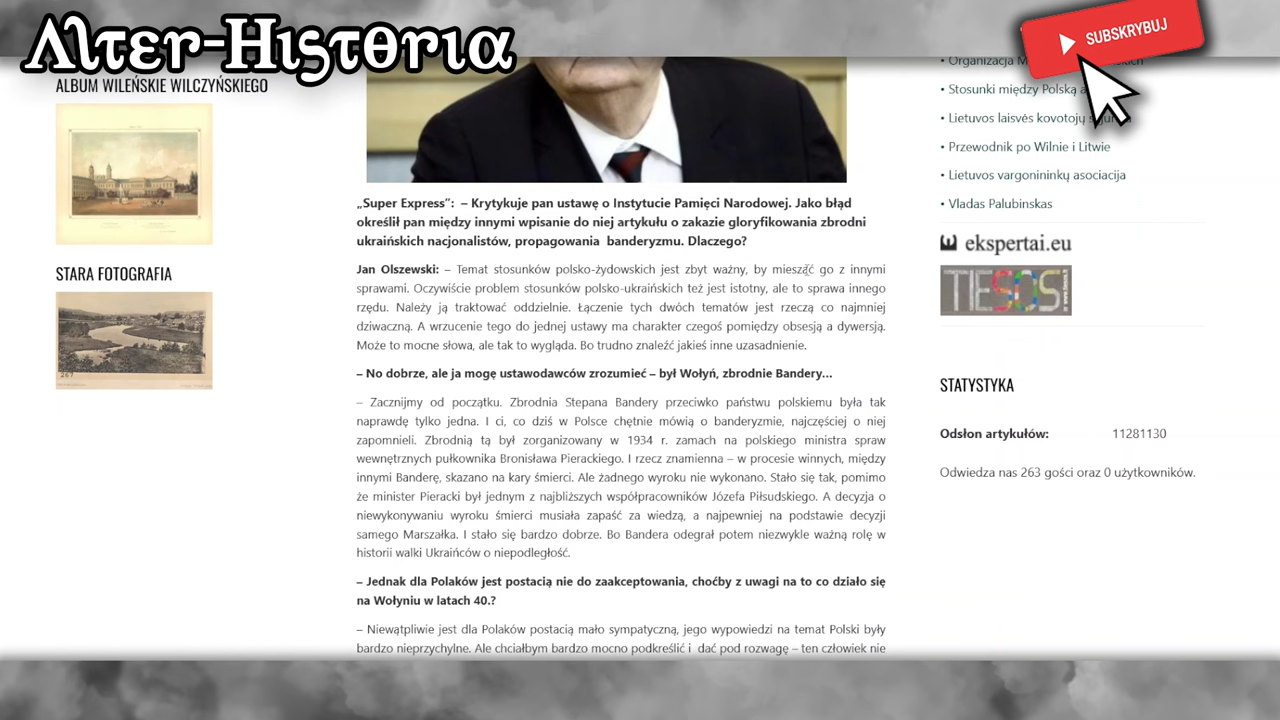 Alter-Historia
SUBSKRYBUJ
ALBUM WILEŃSKIE WILCZYŃSKIEGO
STARA FOTOGRAFIA
267
„Super Express”: – Krytykuje pan ustawę o Instytucie Pamięci Narodowej. Jako błąd
określił pan między innymi wpisanie do niej artykułu o zakazie gloryfikowania zbrodni
ukraińskich nacjonalistów, propagowania banderyzmu. Dlaczego?
Jan Olszewski: – Temat stosunków polsko-żydowskich jest zbyt ważny, by mieszać go z innymi
sprawami. Oczywiście problem stosunków polsko-ukraińskich też jest istotny, ale to sprawa innego
rzędu. Należy ją traktować oddzielnie. Łączenie tych dwóch tematów jest rzeczą co najmniej
dziwaczną. A wrzucenie tego do jednej ustawy ma charakter czegoś pomiędzy obsesją a dywersją.
Może to mocne słowa, ale tak to wygląda. Bo trudno znaleźć jakieś inne uzasadnienie.
– No dobrze, ale ja mogę ustawodawców zrozumieć – był Wołyń, zbrodnie Bandery...
– Zacznijmy od początku. Zbrodnia Stepana Bandery przeciwko państwu polskiemu była tak
naprawdę tylko jedna. I ci, co dziś w Polsce chętnie mówią o banderyzmie, najczęściej o niej
zapomnieli. Zbrodnią tą był zorganizowany w 1934 r. zamach na polskiego ministra spraw
wewnętrznych pułkownika Bronisława Pierackiego. I rzecz znamienna – w procesie winnych, między
innymi Banderę, skazano na kary śmierci. Ale żadnego wyroku nie wykonano. Stało się tak, pomimo
że minister Pieracki był jednym z najbliższych współpracowników Józefa Piłsudskiego. A decyzja o
niewykonywaniu wyroku śmierci musiała zapaść za wiedzą, a najpewniej na podstawie decyzji
samego Marszałka. I stało się bardzo dobrze. Bo Bandera odegrał potem niezwykle ważną rolę w
historii walki Ukraińców o niepodległość.
– Jednak dla Polaków jest postacią nie do zaakceptowania, choćby z uwagi na to co działo się
na Wołyniu w latach 40.?
– Niewątpliwie jest dla Polaków postacią mało sympatyczną, jego wypowiedzi na temat Polski były
bardzo nieprzychylne. Ale chciałbym bardzo mocno podkreślić i dać pod rozwagę – ten człowiek nie
• Organizacja
• Stosunki między Polską a
• Lietuvos laisvės kovotojų
• Przewodnik po Wilnie i Litwie
• Lietuvos vargonininkų asociacija
• Vladas Palubinskas
ekspertai.eu
TIESOS!
STATYSTYKA
Odsłon artykułów: 11281130
Odwiedza nas 263 gości oraz 0 użytkowników.